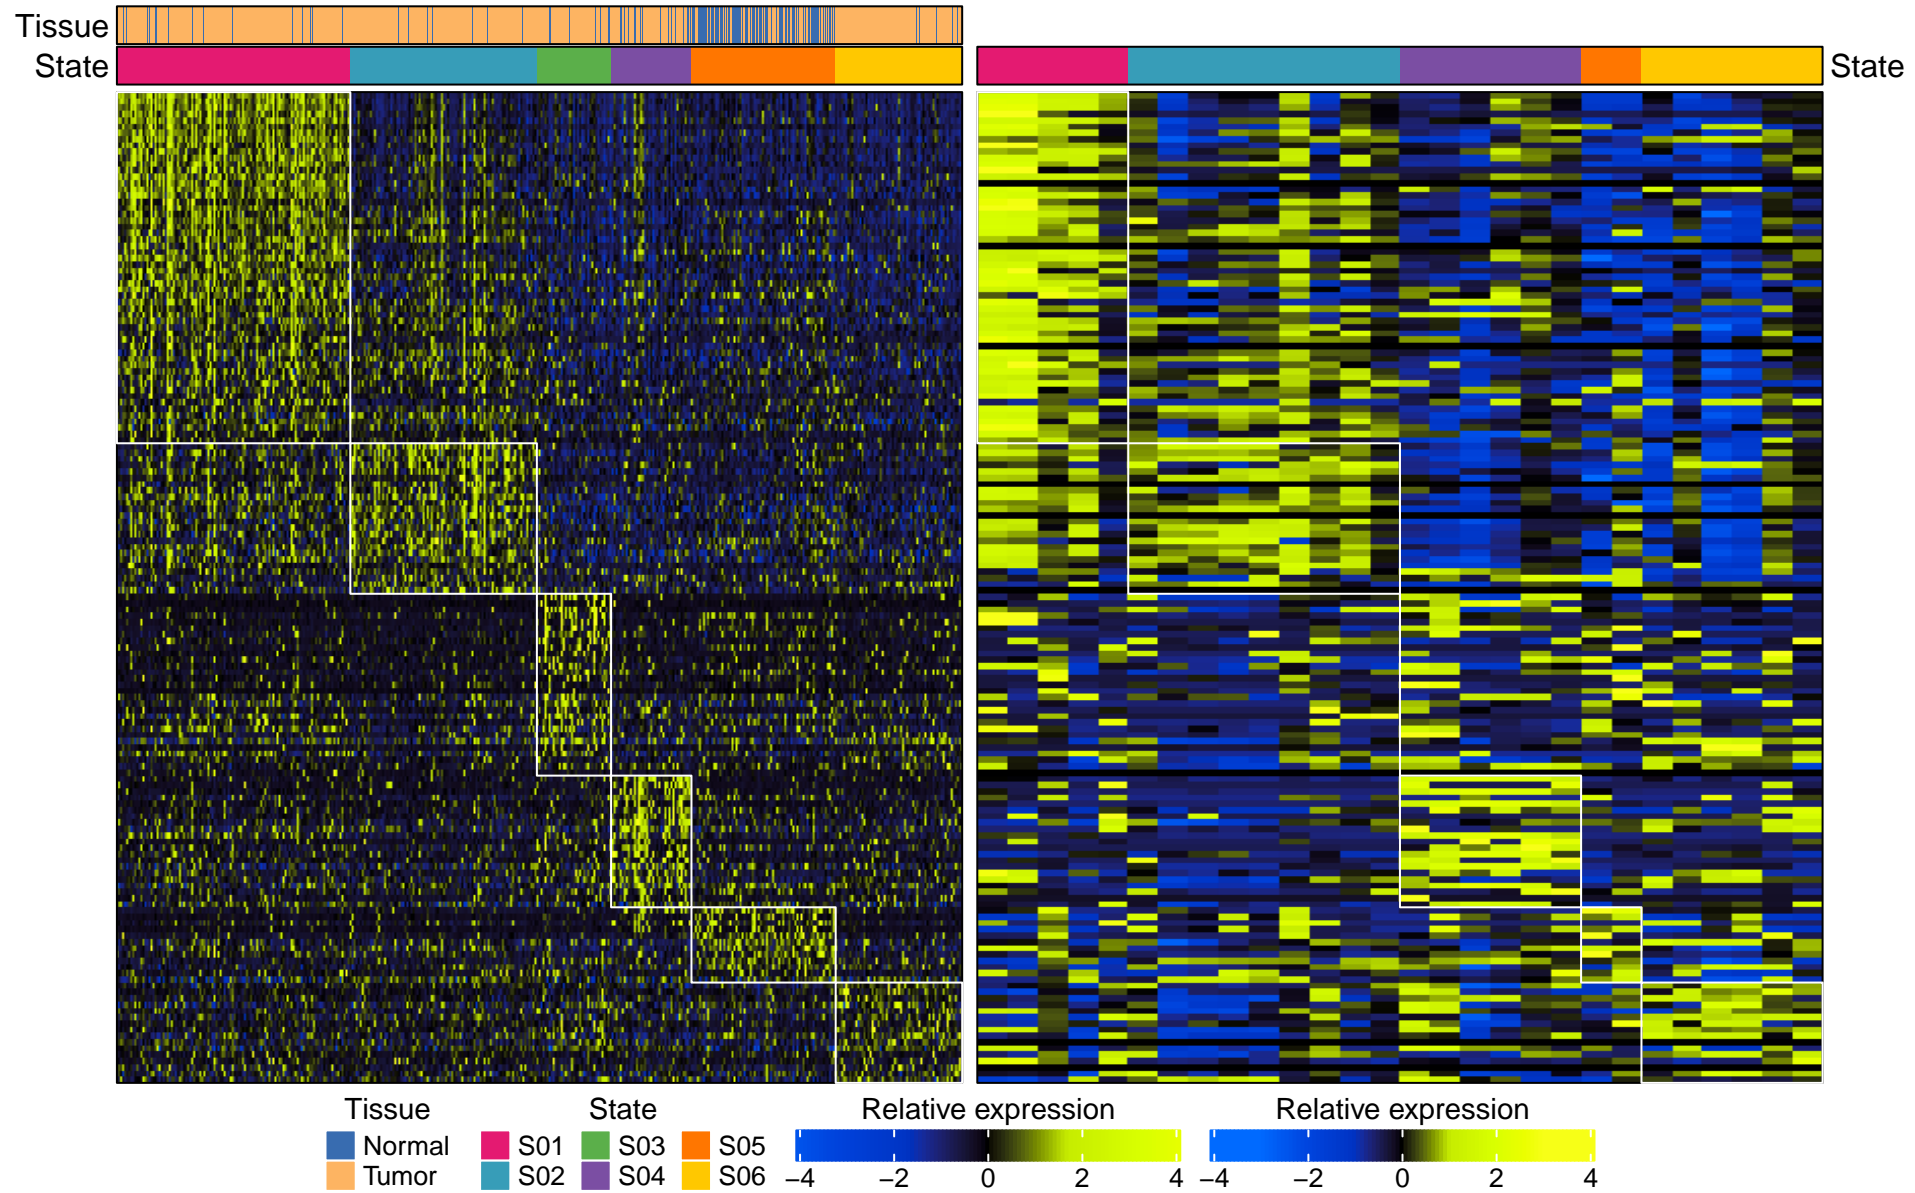 Tissue
State
State
Tissue State Relative expression Relative expression
Normal S01 S03 S05
Tumor S02 S04 S06
−4 −2 0 2 4 −4 −2 0 2 4